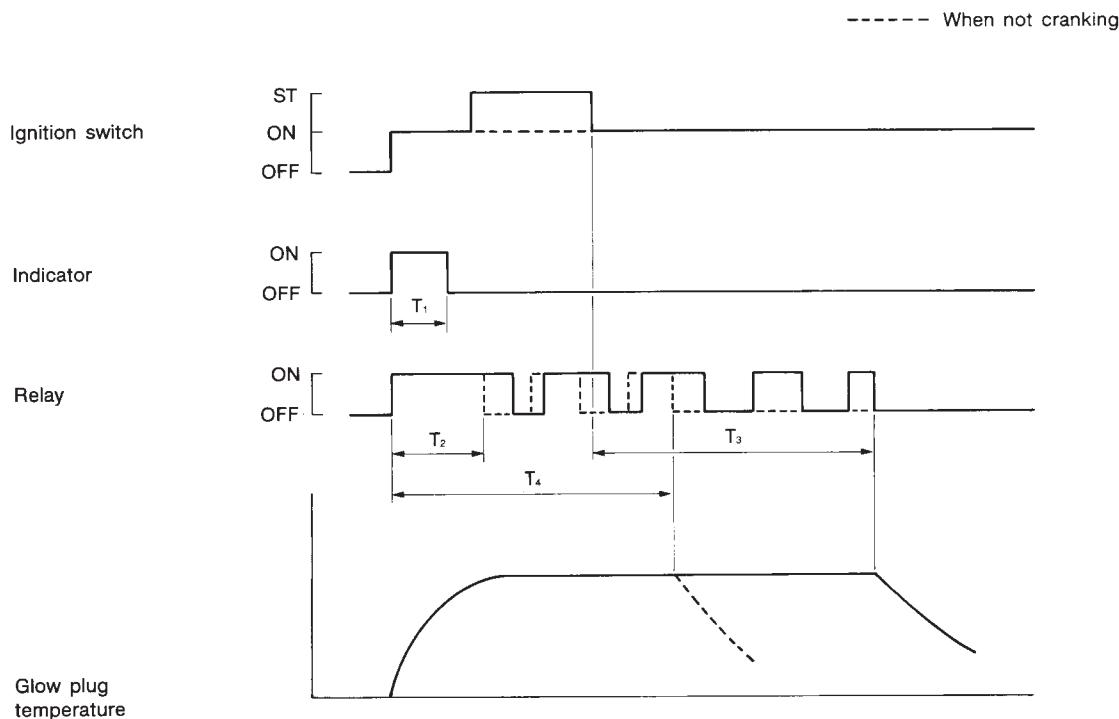 When not cranking
Ignition switch
ST
ON
OFF
Indicator
ON
OFF
T₁
Relay
ON
OFF
T₂
T₃
T₄
Glow plug
temperature